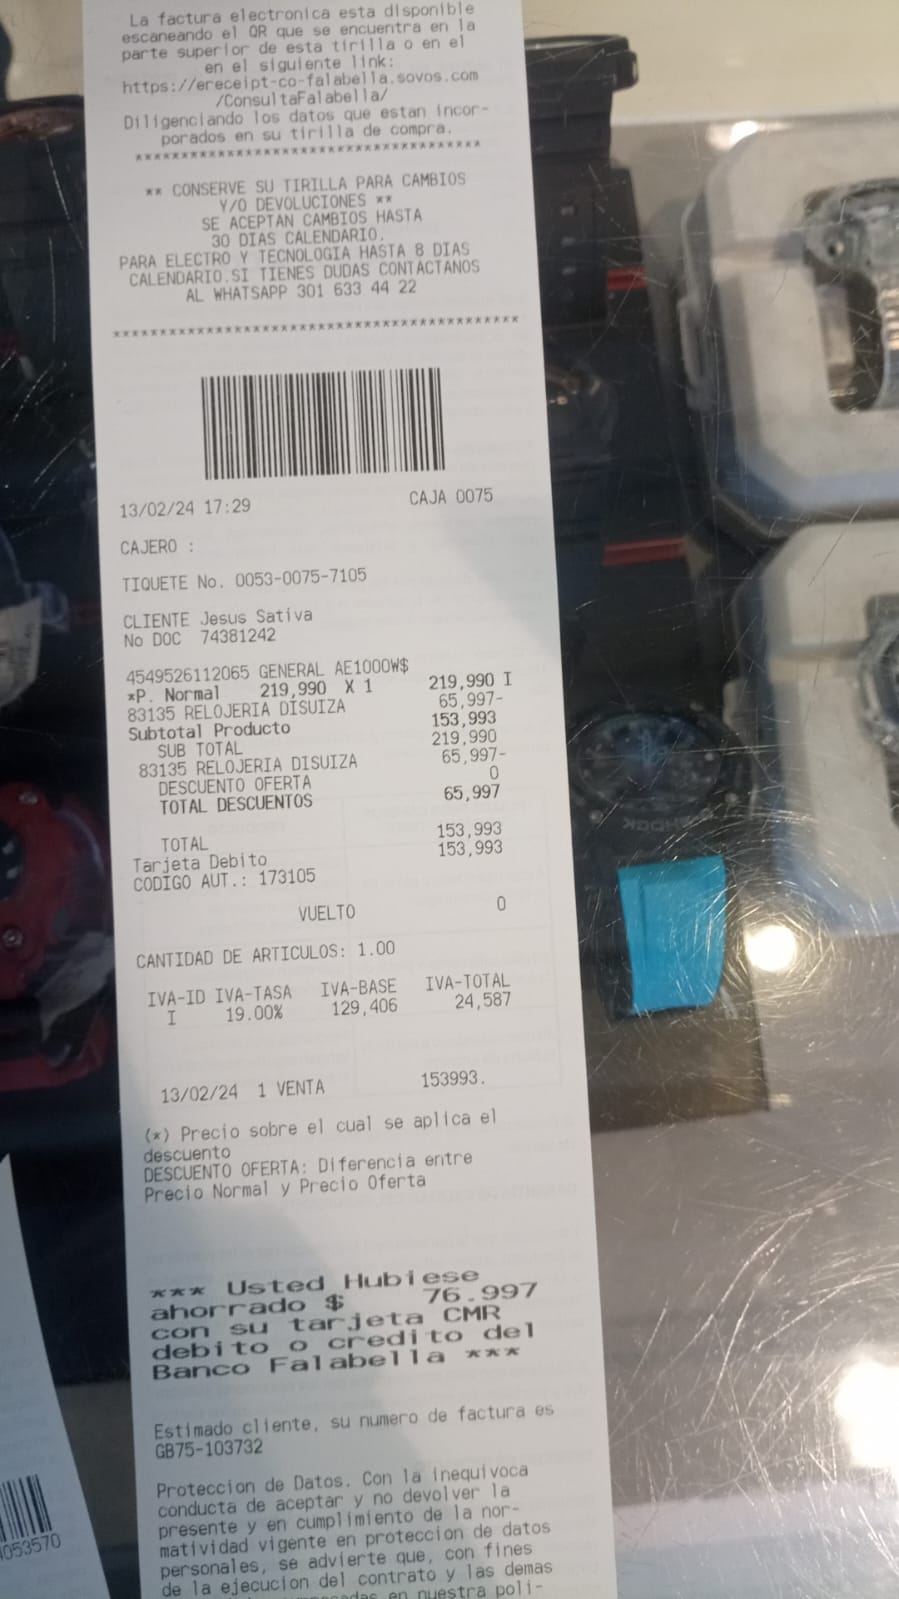 La factura electronica esta disponible
escaneando el QR que se encuentra en la
parte superior de esta tirilla o en el
en el siguiente link:
https://ereceipt-co-falabella.sovos.com
/ConsultaFalabella/
Diligenciando los datos que estan incor-
porados en su tirilla de compra.
*************************************
** CONSERVE SU TIRILLA PARA CAMBIOS
Y/O DEVOLUCIONES **
SE ACEPTAN CAMBIOS HASTA
30 DIAS CALENDARIO.
PARA ELECTRO Y TECNOLOGIA HASTA 8 DIAS
CALENDARIO.SI TIENES DUDAS CONTACTANOS
AL WHATSAPP 301 633 44 22
********************************************
13/02/24 17:29 CAJA 0075
CAJERO :
TIQUETE No. 0053-0075-7105
CLIENTE Jesus Sativa
No DOC 74381242
4549526112065 GENERAL AE1000W$
*P. Normal 219,990 X 1 219,990 I
83135 RELOJERIA DISUIZA 65,997-
Subtotal Producto 153,993
SUB TOTAL 219,990
83135 RELOJERIA DISUIZA 65,997-
DESCUENTO OFERTA 0
TOTAL DESCUENTOS 65,997
TOTAL 153,993
Tarjeta Debito 153,993
CODIGO AUT.: 173105
VUELTO 0
CANTIDAD DE ARTICULOS: 1.00
IVA-ID IVA-TASA IVA-BASE IVA-TOTAL
I 19.00% 129,406 24,587
13/02/24 1 VENTA 153993.
(*) Precio sobre el cual se aplica el
descuento
DESCUENTO OFERTA: Diferencia entre
Precio Normal y Precio Oferta
*** Usted Hubiese
ahorrado $ 76.997
con su tarjeta CMR
debito o credito del
Banco Falabella ***
Estimado cliente, su numero de factura es
GB75-103732
Proteccion de Datos. Con la inequivoca
conducta de aceptar y no devolver la
presente y en cumplimiento de la nor-
matividad vigente en proteccion de datos
personales, se advierte que, con fines
de la ejecucion del contrato y las demas
en nuestra poli-
4053570